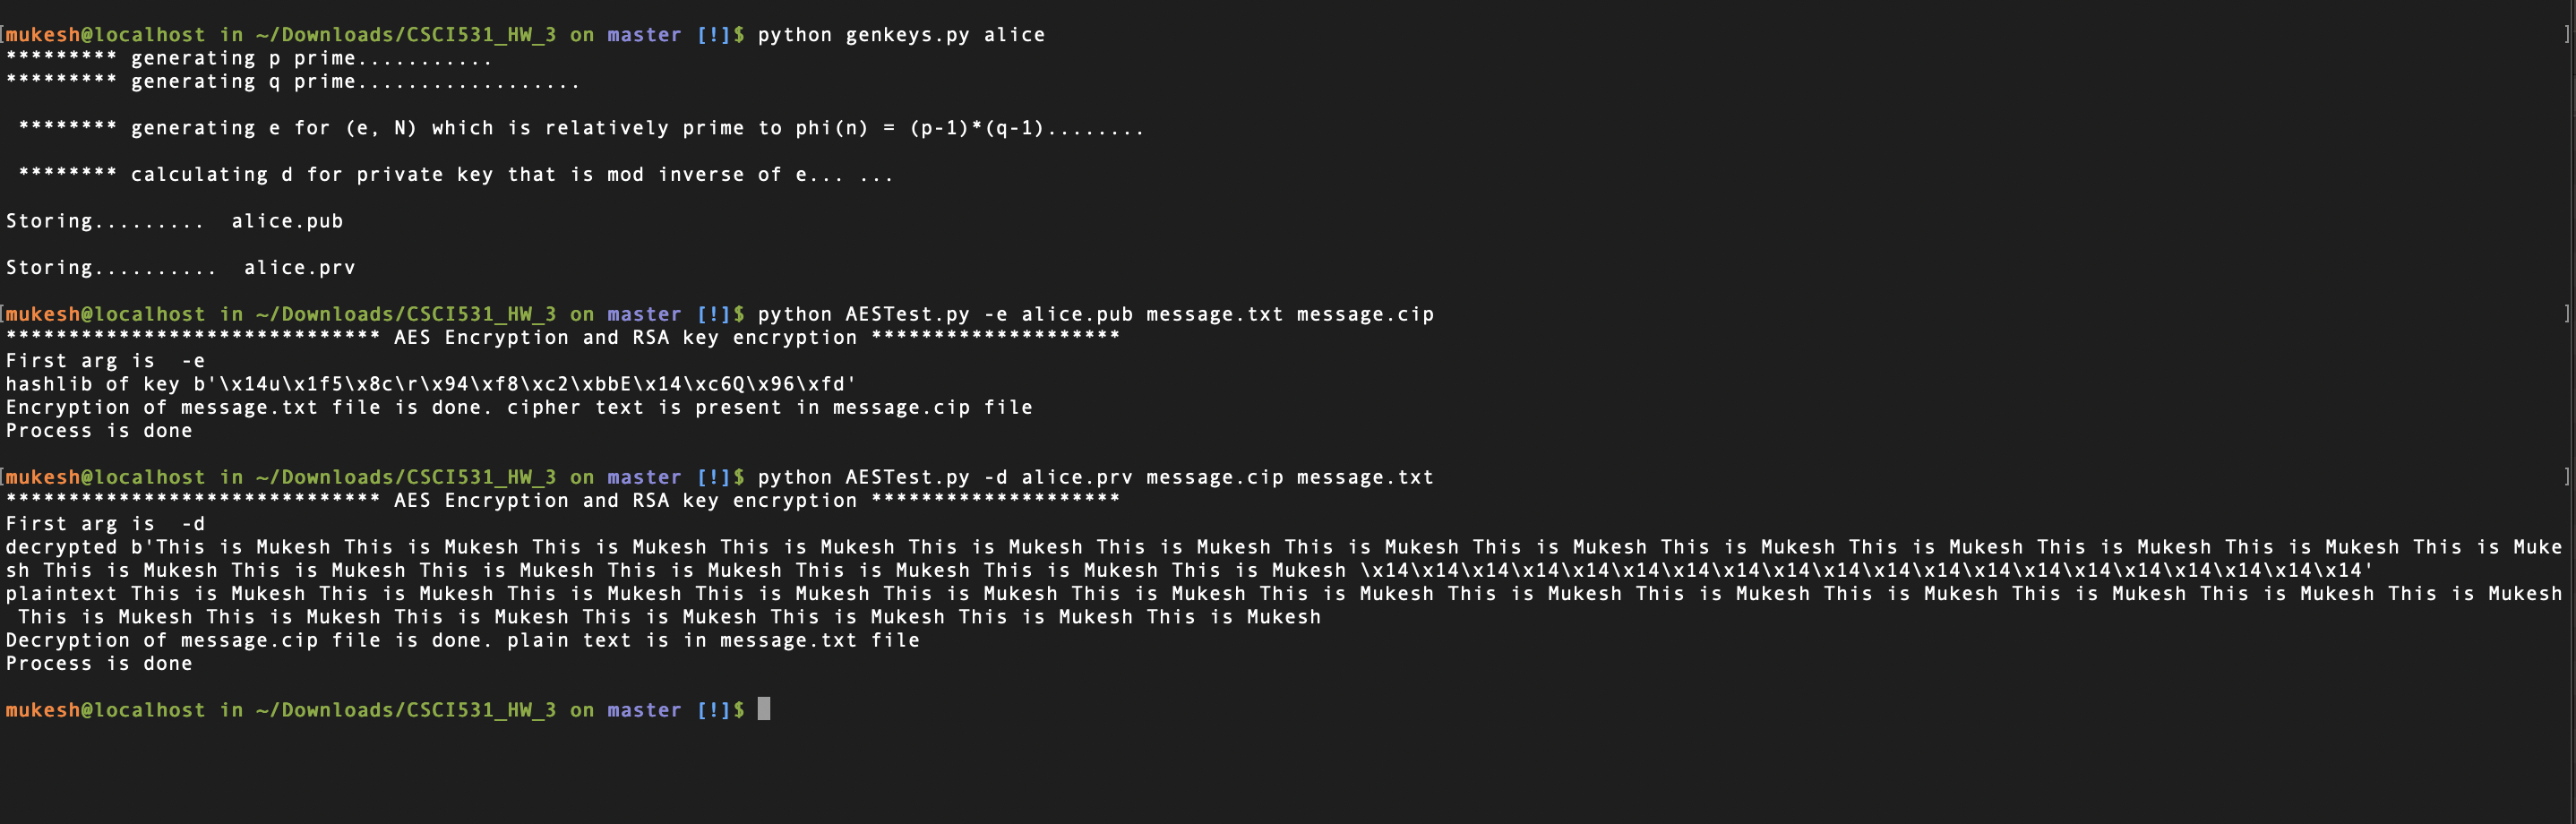 [mukesh@localhost in ~/Downloads/CSCI531_HW_3 on master [!]$ python genkeys.py alice ]
********* generating p prime...........
********* generating q prime..................
 ******** generating e for (e, N) which is relatively prime to phi(n) = (p-1)*(q-1)........
 ******** calculating d for private key that is mod inverse of e... ...
Storing.........  alice.pub
Storing..........  alice.prv
[mukesh@localhost in ~/Downloads/CSCI531_HW_3 on master [!]$ python AESTest.py -e alice.pub message.txt message.cip ]
****************************** AES Encryption and RSA key encryption ********************
First arg is  -e
hashlib of key b'\x14u\x1f5\x8c\r\x94\xf8\xc2\xbbE\x14\xc6Q\x96\xfd'
Encryption of message.txt file is done. cipher text is present in message.cip file
Process is done
[mukesh@localhost in ~/Downloads/CSCI531_HW_3 on master [!]$ python AESTest.py -d alice.prv message.cip message.txt ]
****************************** AES Encryption and RSA key encryption ********************
First arg is  -d
decrypted b'This is Mukesh This is Mukesh This is Mukesh This is Mukesh This is Mukesh This is Mukesh This is Mukesh This is Mukesh This is Mukesh This is Mukesh This is Mukesh This is Mukesh This is Muke
sh This is Mukesh This is Mukesh This is Mukesh This is Mukesh This is Mukesh This is Mukesh This is Mukesh \x14\x14\x14\x14\x14\x14\x14\x14\x14\x14\x14\x14\x14\x14\x14\x14\x14\x14\x14\x14'
plaintext This is Mukesh This is Mukesh This is Mukesh This is Mukesh This is Mukesh This is Mukesh This is Mukesh This is Mukesh This is Mukesh This is Mukesh This is Mukesh This is Mukesh This is Mukesh
 This is Mukesh This is Mukesh This is Mukesh This is Mukesh This is Mukesh This is Mukesh This is Mukesh
Decryption of message.cip file is done. plain text is in message.txt file
Process is done
mukesh@localhost in ~/Downloads/CSCI531_HW_3 on master [!]$